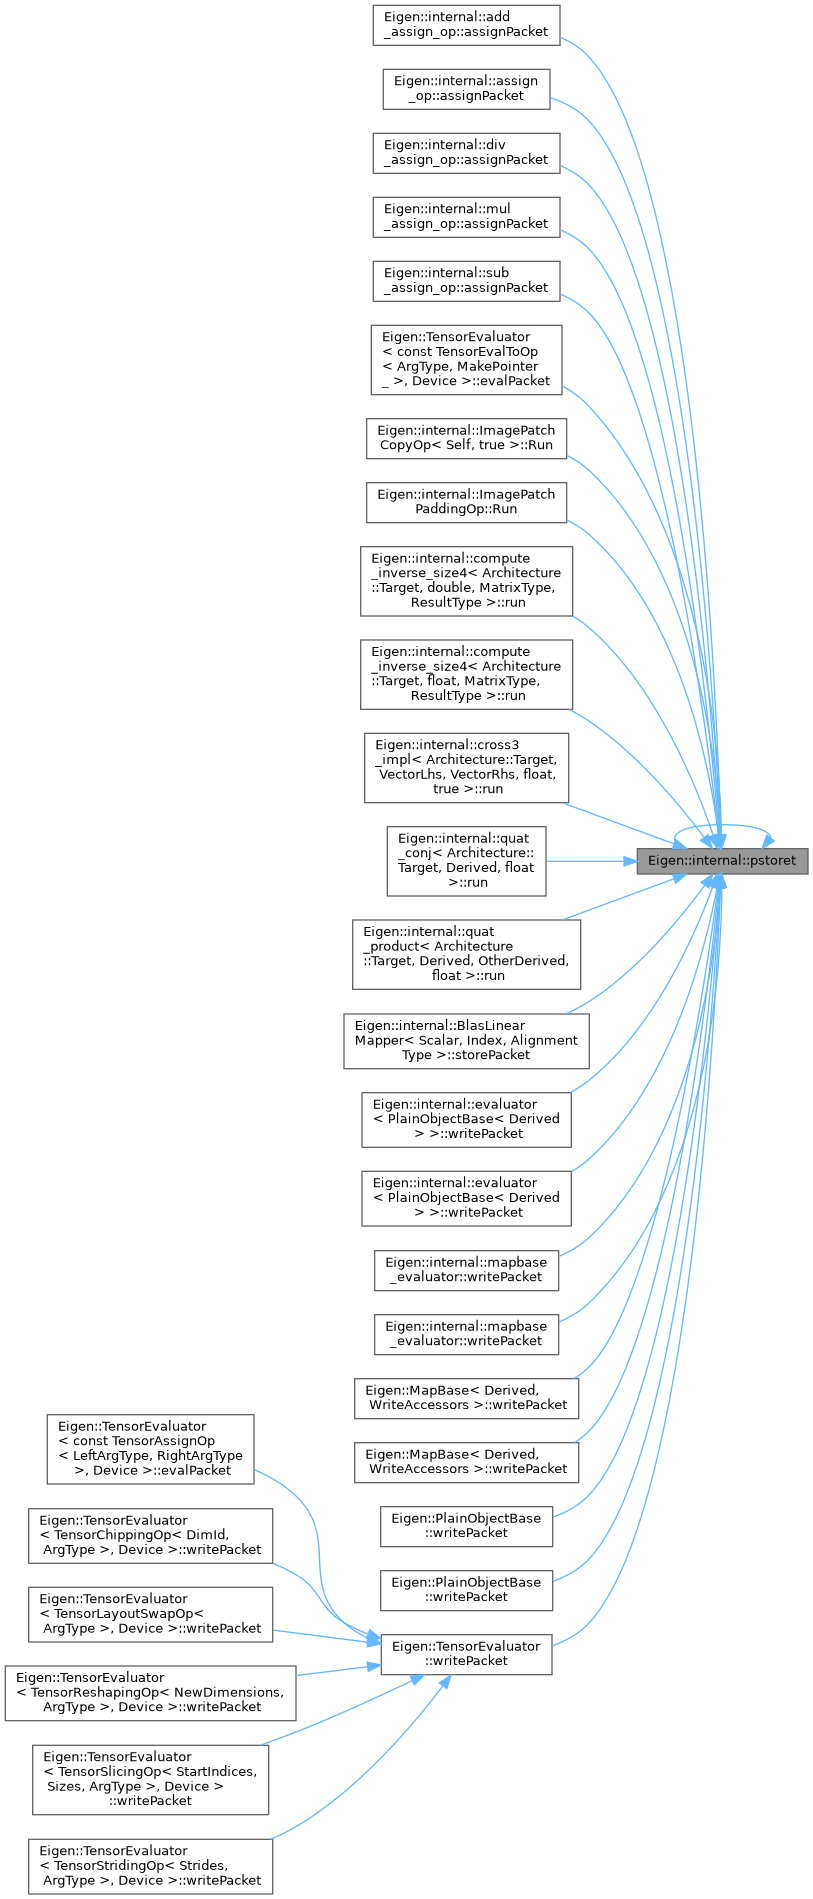 Eigen::internal::add
_assign_op::assignPacket
Eigen::internal::assign
_op::assignPacket
Eigen::internal::div
_assign_op::assignPacket
Eigen::internal::mul
_assign_op::assignPacket
Eigen::internal::sub
_assign_op::assignPacket
Eigen::TensorEvaluator
< const TensorEvalToOp
< ArgType, MakePointer
_ >, Device >::evalPacket
Eigen::internal::ImagePatch
CopyOp< Self, true >::Run
Eigen::internal::ImagePatch
PaddingOp::Run
Eigen::internal::compute
_inverse_size4< Architecture
::Target, double, MatrixType,
ResultType >::run
Eigen::internal::compute
_inverse_size4< Architecture
::Target, float, MatrixType,
ResultType >::run
Eigen::internal::cross3
_impl< Architecture::Target,
VectorLhs, VectorRhs, float,
true >::run
Eigen::internal::quat
_conj< Architecture::
Target, Derived, float
>::run
Eigen::internal::pstoret
Eigen::internal::quat
_product< Architecture
::Target, Derived, OtherDerived,
float >::run
Eigen::internal::BlasLinear
Mapper< Scalar, Index, Alignment
Type >::storePacket
Eigen::internal::evaluator
< PlainObjectBase< Derived
> >::writePacket
Eigen::internal::evaluator
< PlainObjectBase< Derived
> >::writePacket
Eigen::internal::mapbase
_evaluator::writePacket
Eigen::internal::mapbase
_evaluator::writePacket
Eigen::MapBase< Derived,
WriteAccessors >::writePacket
Eigen::MapBase< Derived,
WriteAccessors >::writePacket
Eigen::PlainObjectBase
::writePacket
Eigen::PlainObjectBase
::writePacket
Eigen::TensorEvaluator
::writePacket
Eigen::TensorEvaluator
< const TensorAssignOp
< LeftArgType, RightArgType
>, Device >::evalPacket
Eigen::TensorEvaluator
< TensorChippingOp< DimId,
ArgType >, Device >::writePacket
Eigen::TensorEvaluator
< TensorLayoutSwapOp<
ArgType >, Device >::writePacket
Eigen::TensorEvaluator
< TensorReshapingOp< NewDimensions,
ArgType >, Device >::writePacket
Eigen::TensorEvaluator
< TensorSlicingOp< StartIndices,
Sizes, ArgType >, Device >
::writePacket
Eigen::TensorEvaluator
< TensorStridingOp< Strides,
ArgType >, Device >::writePacket